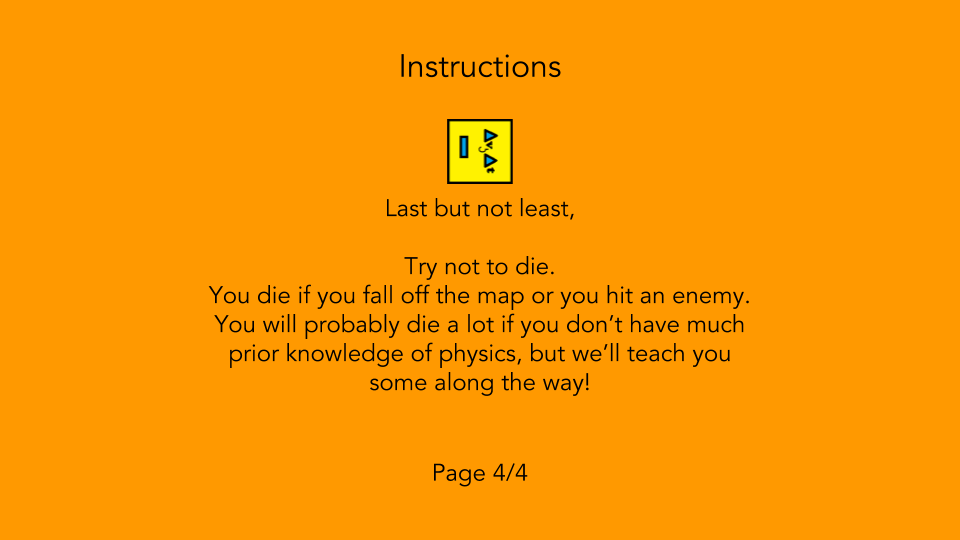 Instructions
Last but not least,
Try not to die.
You die if you fall off the map or you hit an enemy.
You will probably die a lot if you don’t have much
prior knowledge of physics, but we’ll teach you
some along the way!
Page 4/4